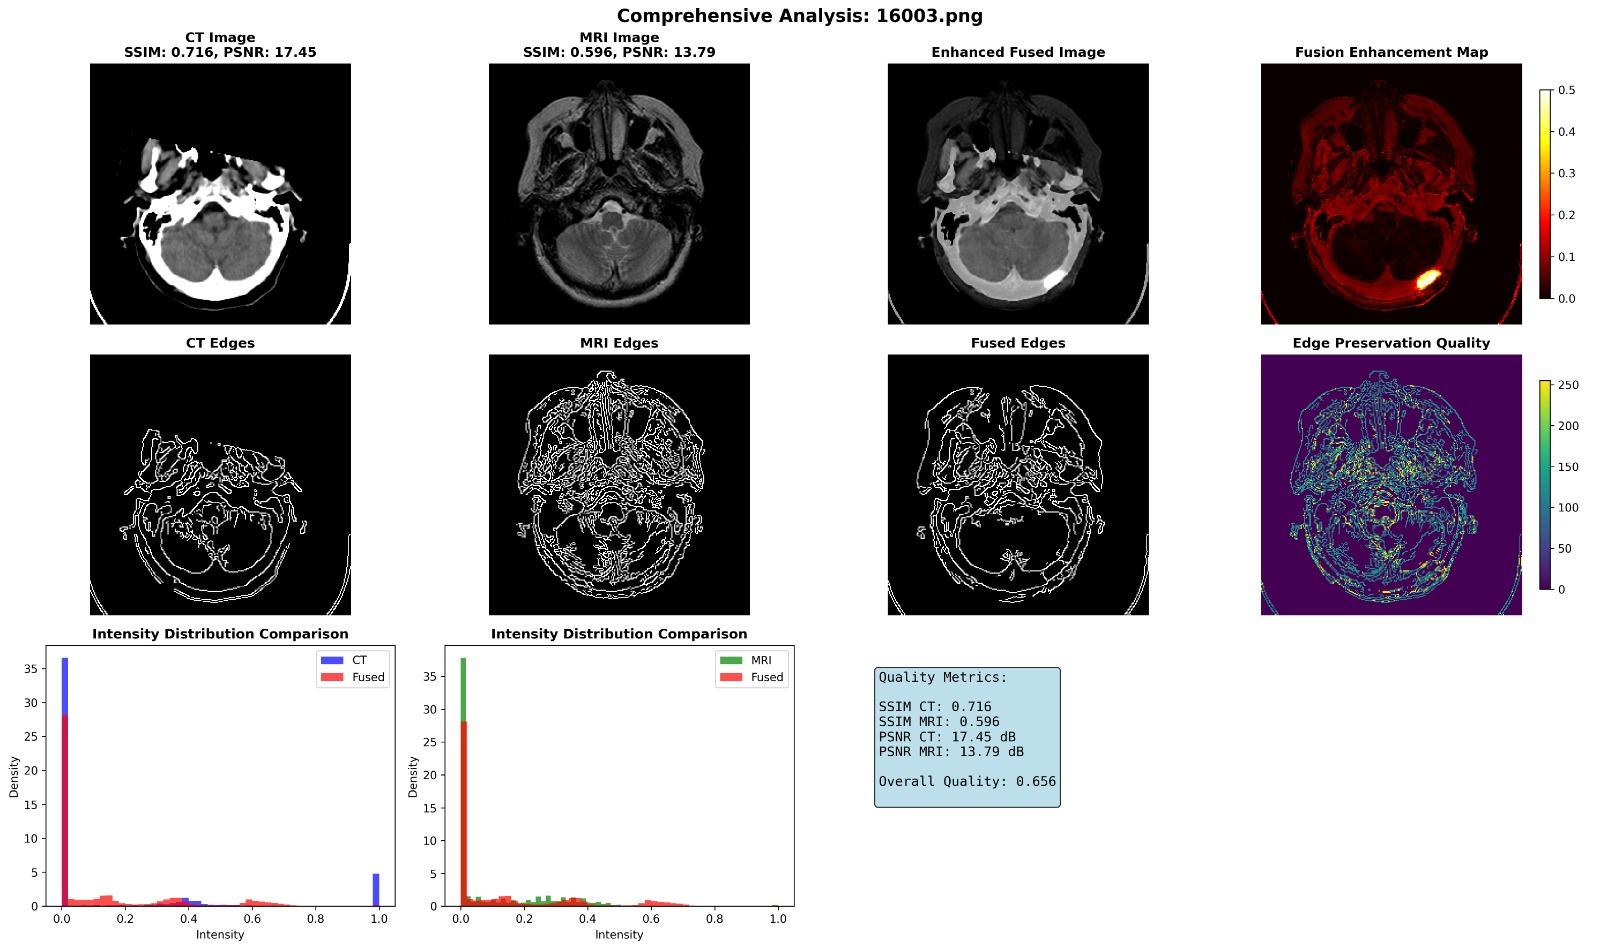 Comprehensive Analysis: 16003.png
CT Image
SSIM: 0.716, PSNR: 17.45
MRI Image
SSIM: 0.596, PSNR: 13.79
Enhanced Fused Image
Fusion Enhancement Map
0.5
0.4
0.3
0.2
0.1
0.0
CT Edges
MRI Edges
Fused Edges
Edge Preservation Quality
250
200
150
100
50
0
Intensity Distribution Comparison
CT
Fused
Density
35
30
25
20
15
10
5
0
0.0 0.2 0.4 0.6 0.8 1.0
Intensity
Intensity Distribution Comparison
MRI
Fused
Density
35
30
25
20
15
10
5
0
0.0 0.2 0.4 0.6 0.8 1.0
Intensity
Quality Metrics:
SSIM CT: 0.716
SSIM MRI: 0.596
PSNR CT: 17.45 dB
PSNR MRI: 13.79 dB
Overall Quality: 0.656